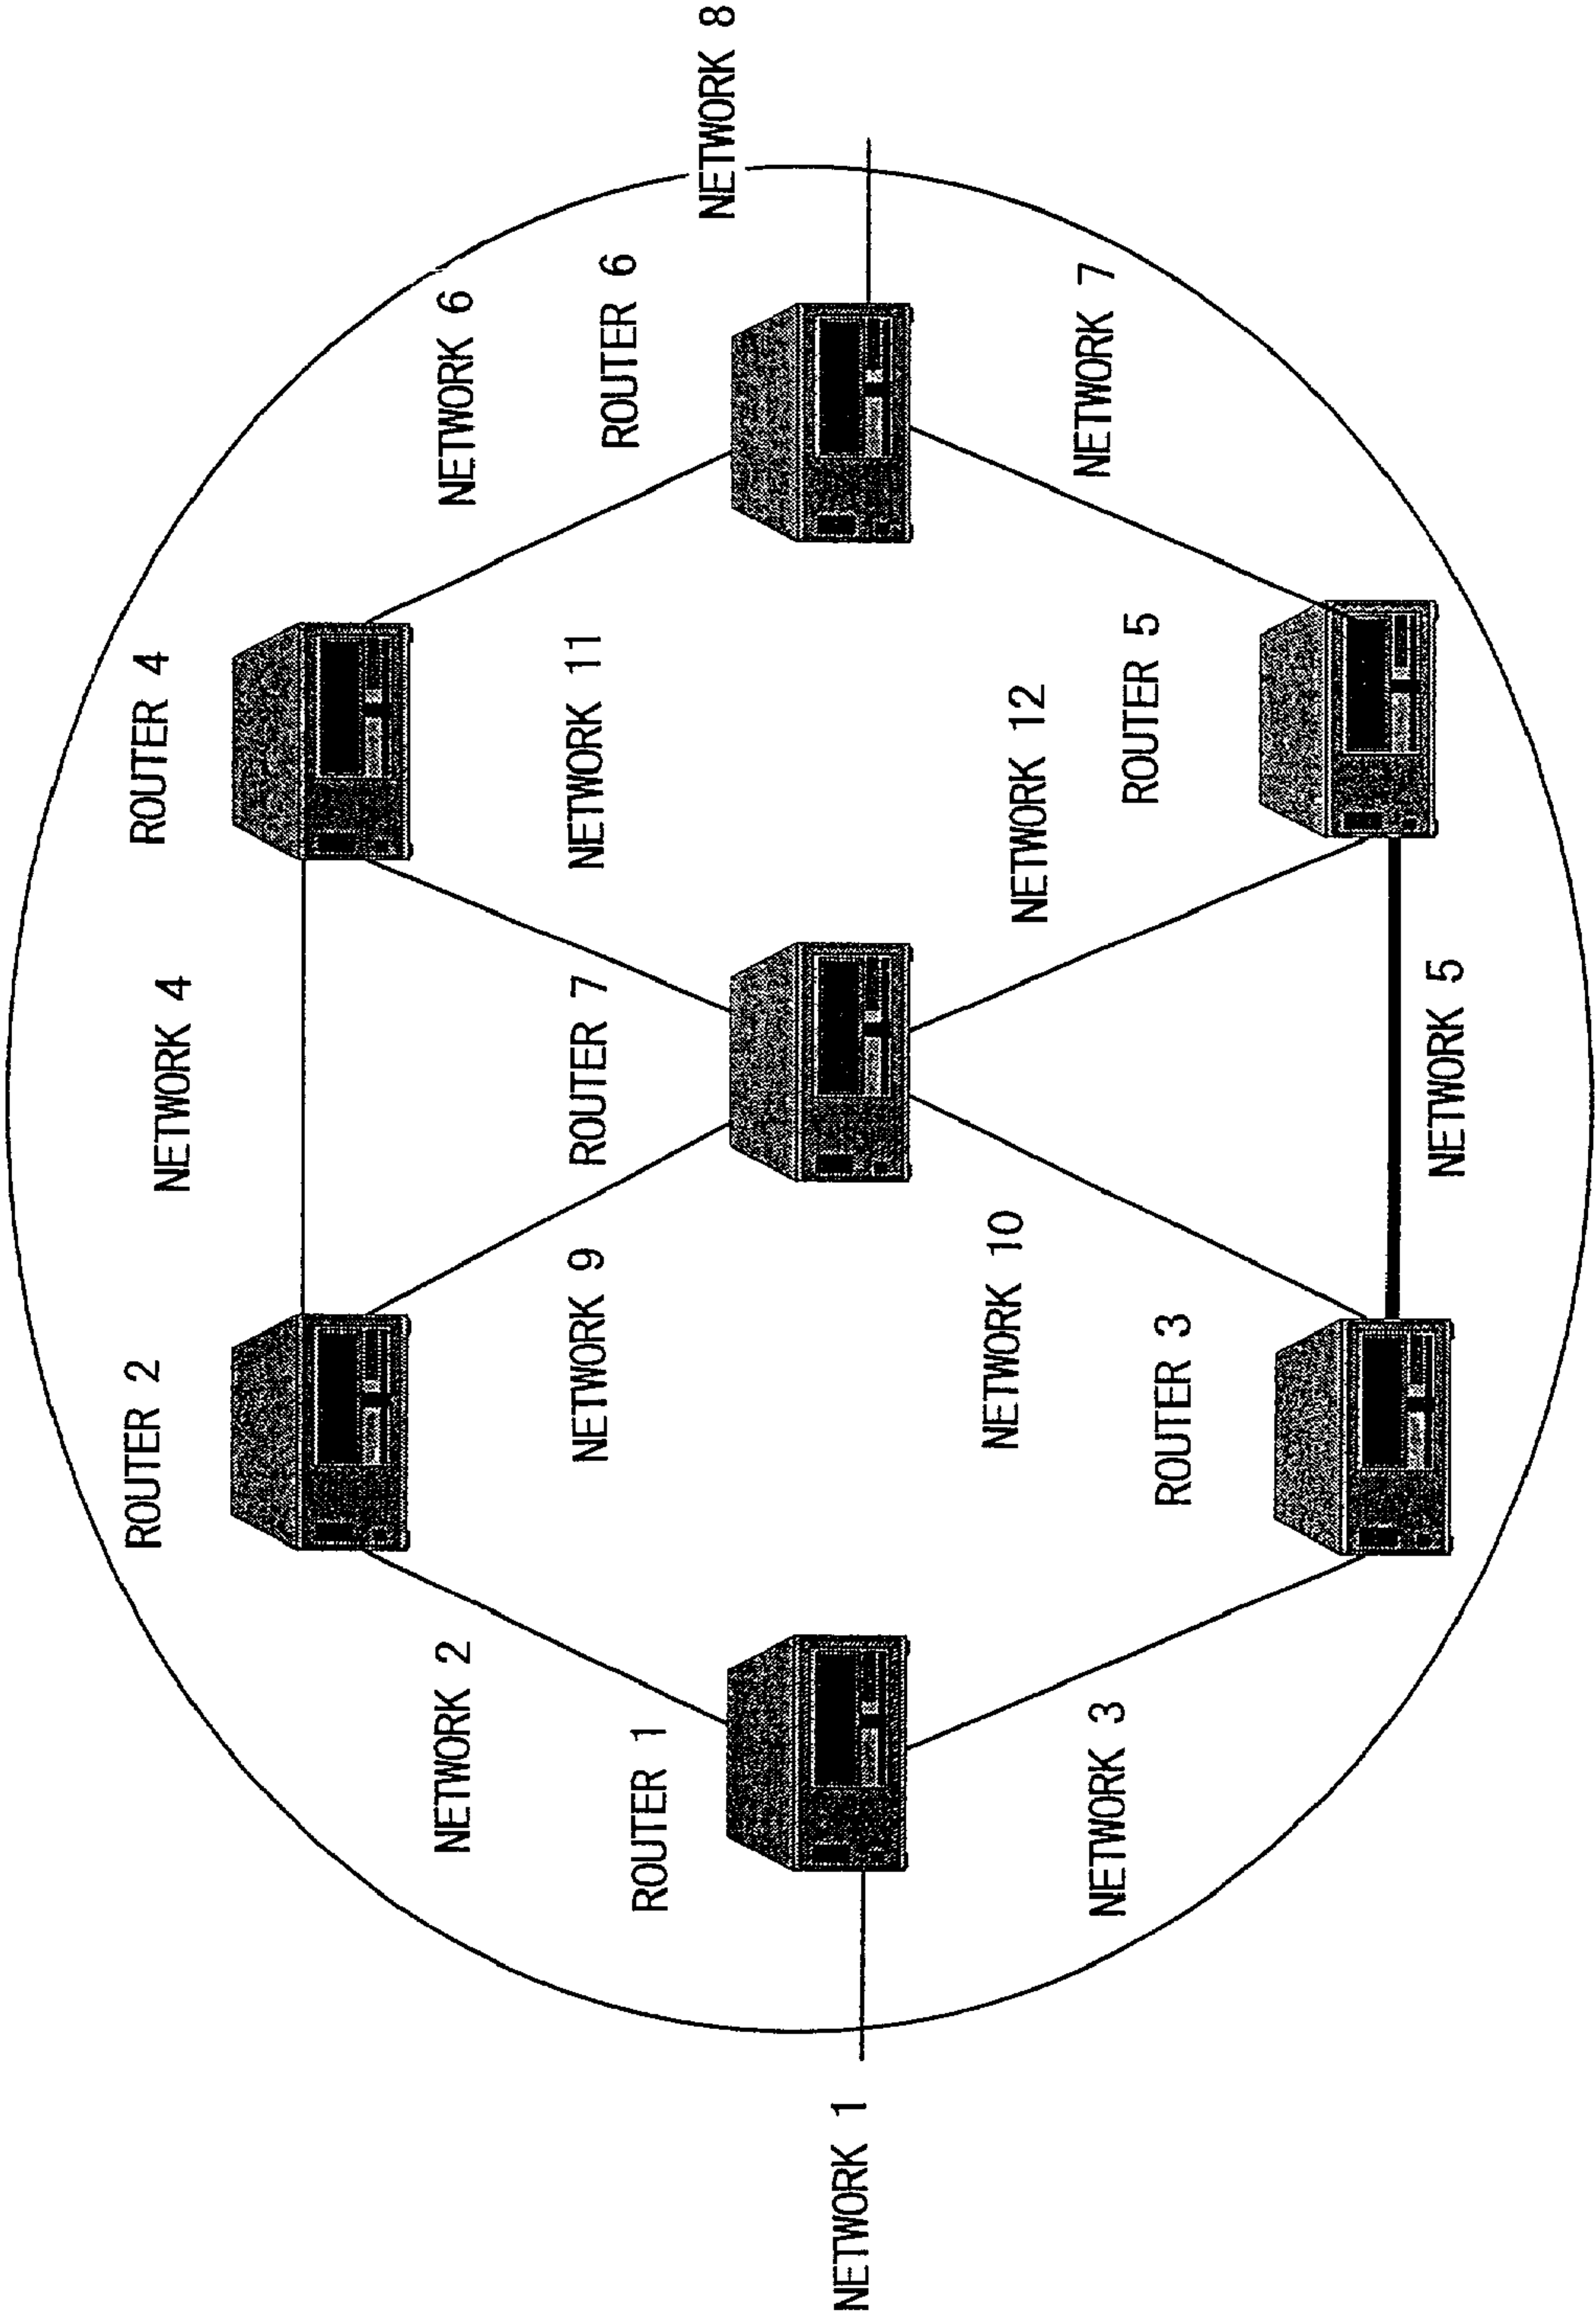 NETWORK 1
ROUTER 1
NETWORK 2
NETWORK 3
ROUTER 2
NETWORK 9
NETWORK 10
ROUTER 3
NETWORK 4
ROUTER 7
NETWORK 5
ROUTER 4
NETWORK 11
NETWORK 12
ROUTER 5
NETWORK 6
ROUTER 6
NETWORK 7
NETWORK 8